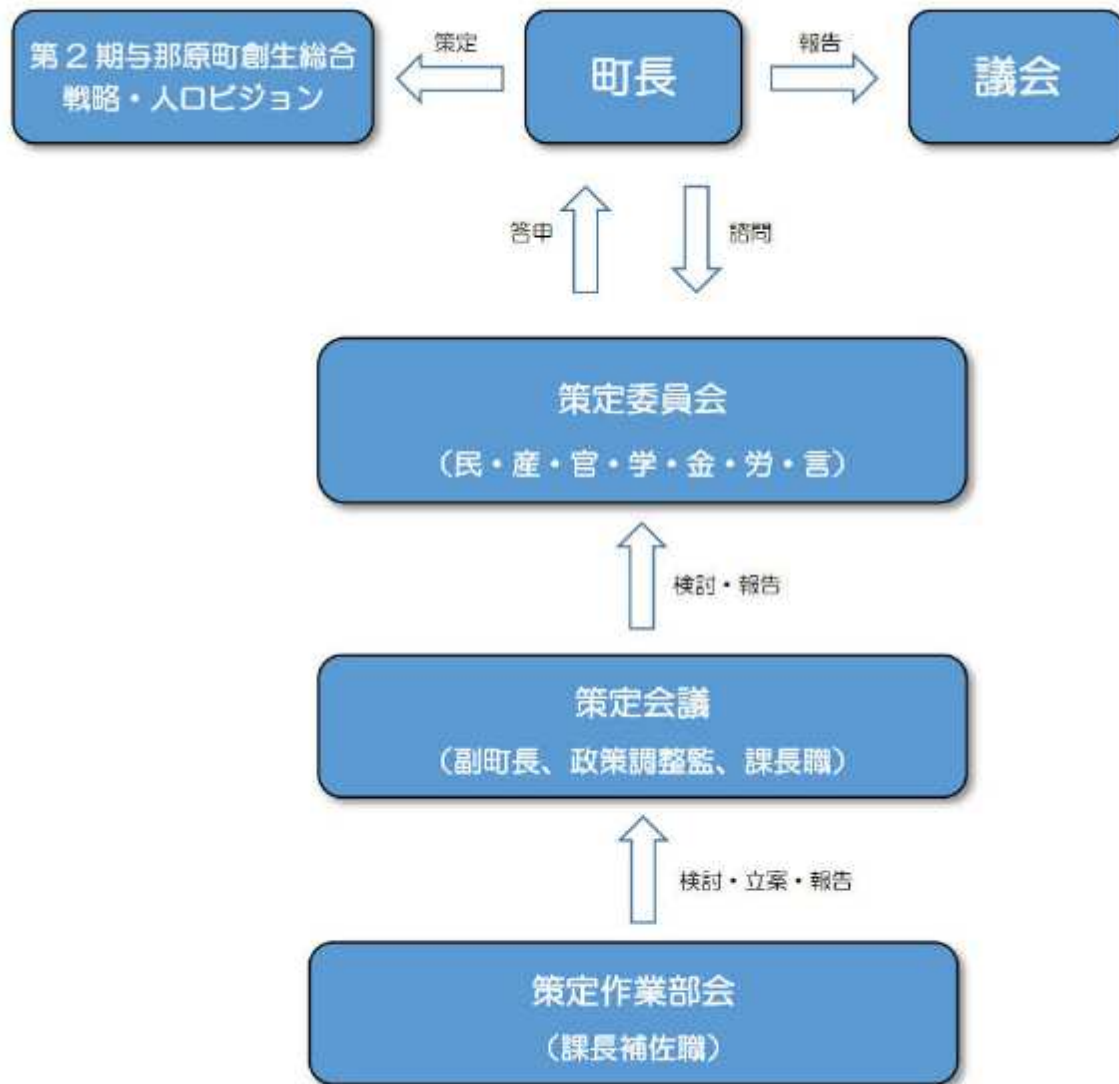 第2期与那原町創生総合
戦略・人口ビジョン
策定
町長
報告
議会
答申
諮問
策定委員会
（民・産・官・学・金・労・言）
検討・報告
策定会議
（副町長、政策調整監、課長職）
検討・立案・報告
策定作業部会
（課長補佐職）